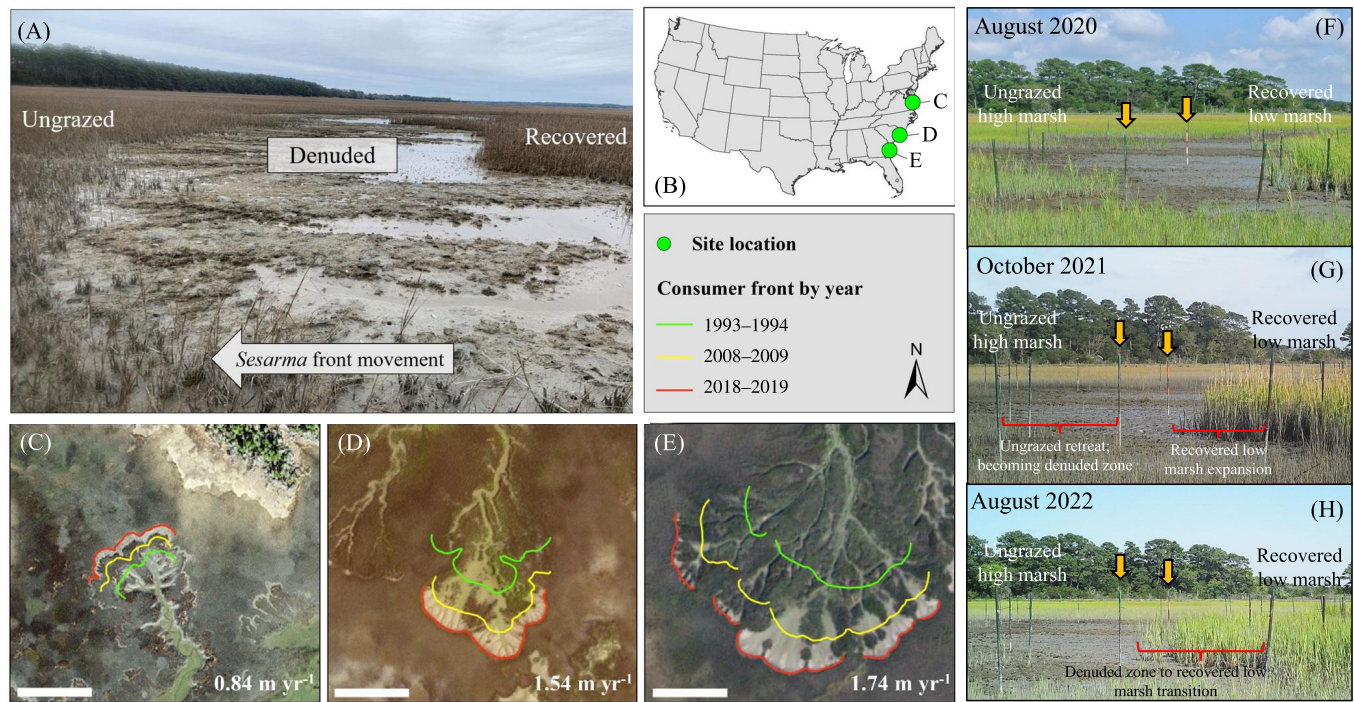 (A)
Ungrazed
Denuded
Recovered
Sesarma front movement
(B)
C
D
E
Site location
Consumer front by year
1993–1994
2008–2009
2018–2019
N
(C)
0.84 m yr-1
(D)
1.54 m yr-1
(E)
1.74 m yr-1
August 2020
(F)
Ungrazed
high marsh
Recovered
low marsh
October 2021
(G)
Ungrazed
high marsh
Recovered
low marsh
Ungrazed retreat;
becoming denuded zone
Recovered low
marsh expansion
August 2022
(H)
Ungrazed
high marsh
Recovered
low marsh
Denuded zone to recovered low
marsh transition